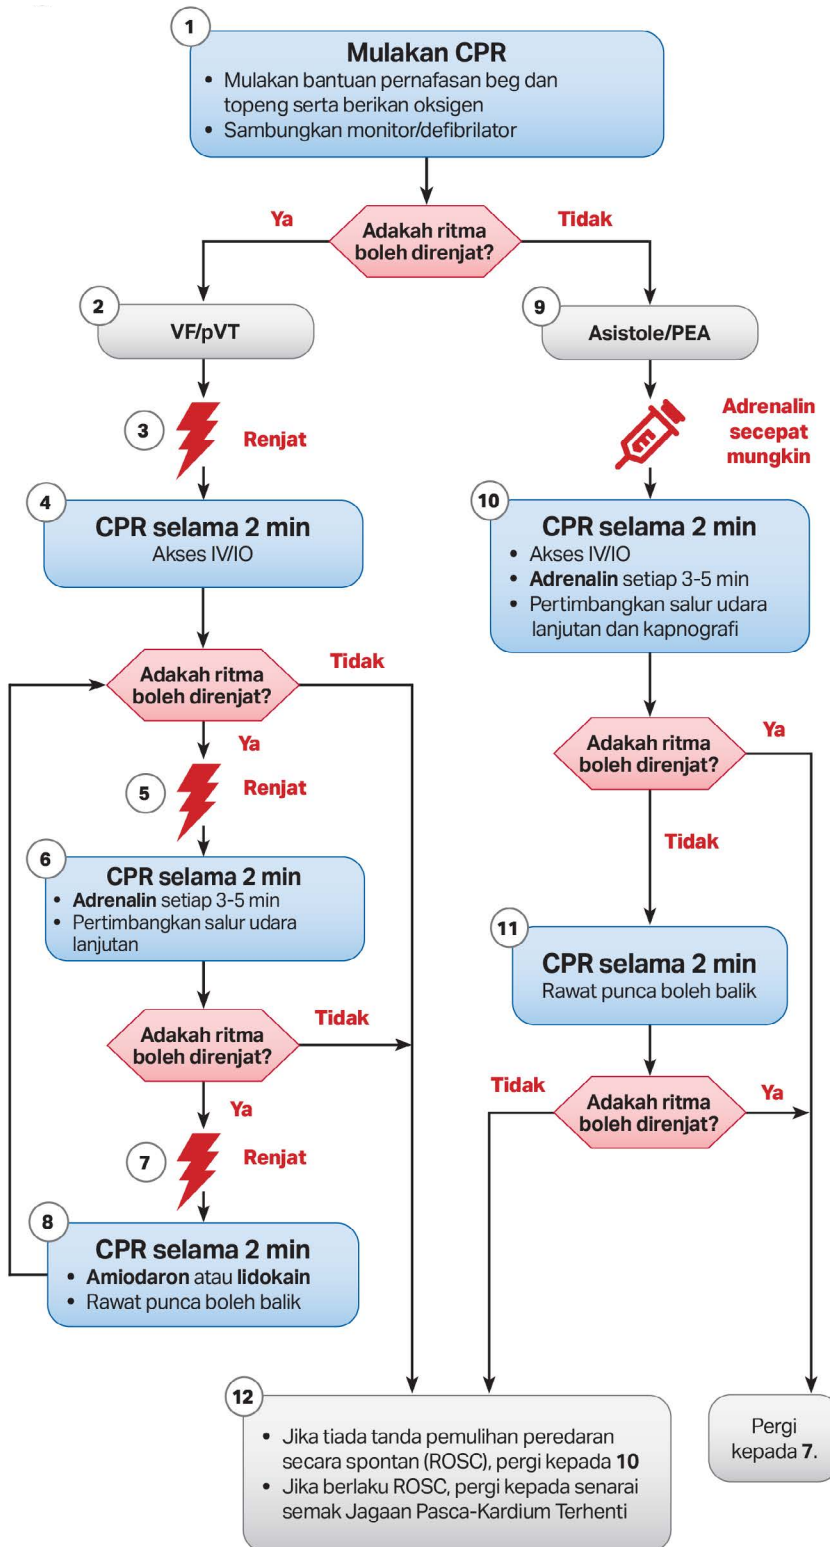 1
Mulakan CPR
• Mulakan bantuan pernafasan beg dan
topeng serta berikan oksigen
• Sambungkan monitor/defibrilator
Adakah ritma
boleh direnjat?
Ya
Tidak
2
VF/pVT
3
Renjat
4
CPR selama 2 min
Akses IV/IO
Adakah ritma
boleh direnjat?
Tidak
Ya
5
Renjat
6
CPR selama 2 min
• Adrenalin setiap 3-5 min
• Pertimbangkan salur udara
lanjutan
Adakah ritma
boleh direnjat?
Tidak
Ya
7
Renjat
8
CPR selama 2 min
• Amiodaron atau lidokain
• Rawat punca boleh balik
9
Asistole/PEA
Adrenalin
secepat
mungkin
10
CPR selama 2 min
• Akses IV/IO
• Adrenalin setiap 3-5 min
• Pertimbangkan salur udara
lanjutan dan kapnografi
Adakah ritma
boleh direnjat?
Ya
Tidak
11
CPR selama 2 min
Rawat punca boleh balik
Adakah ritma
boleh direnjat?
Tidak
Ya
12
• Jika tiada tanda pemulihan peredaran
secara spontan (ROSC), pergi kepada 10
• Jika berlaku ROSC, pergi kepada senarai
semak Jagaan Pasca-Kardium Terhenti
Pergi
kepada 7.